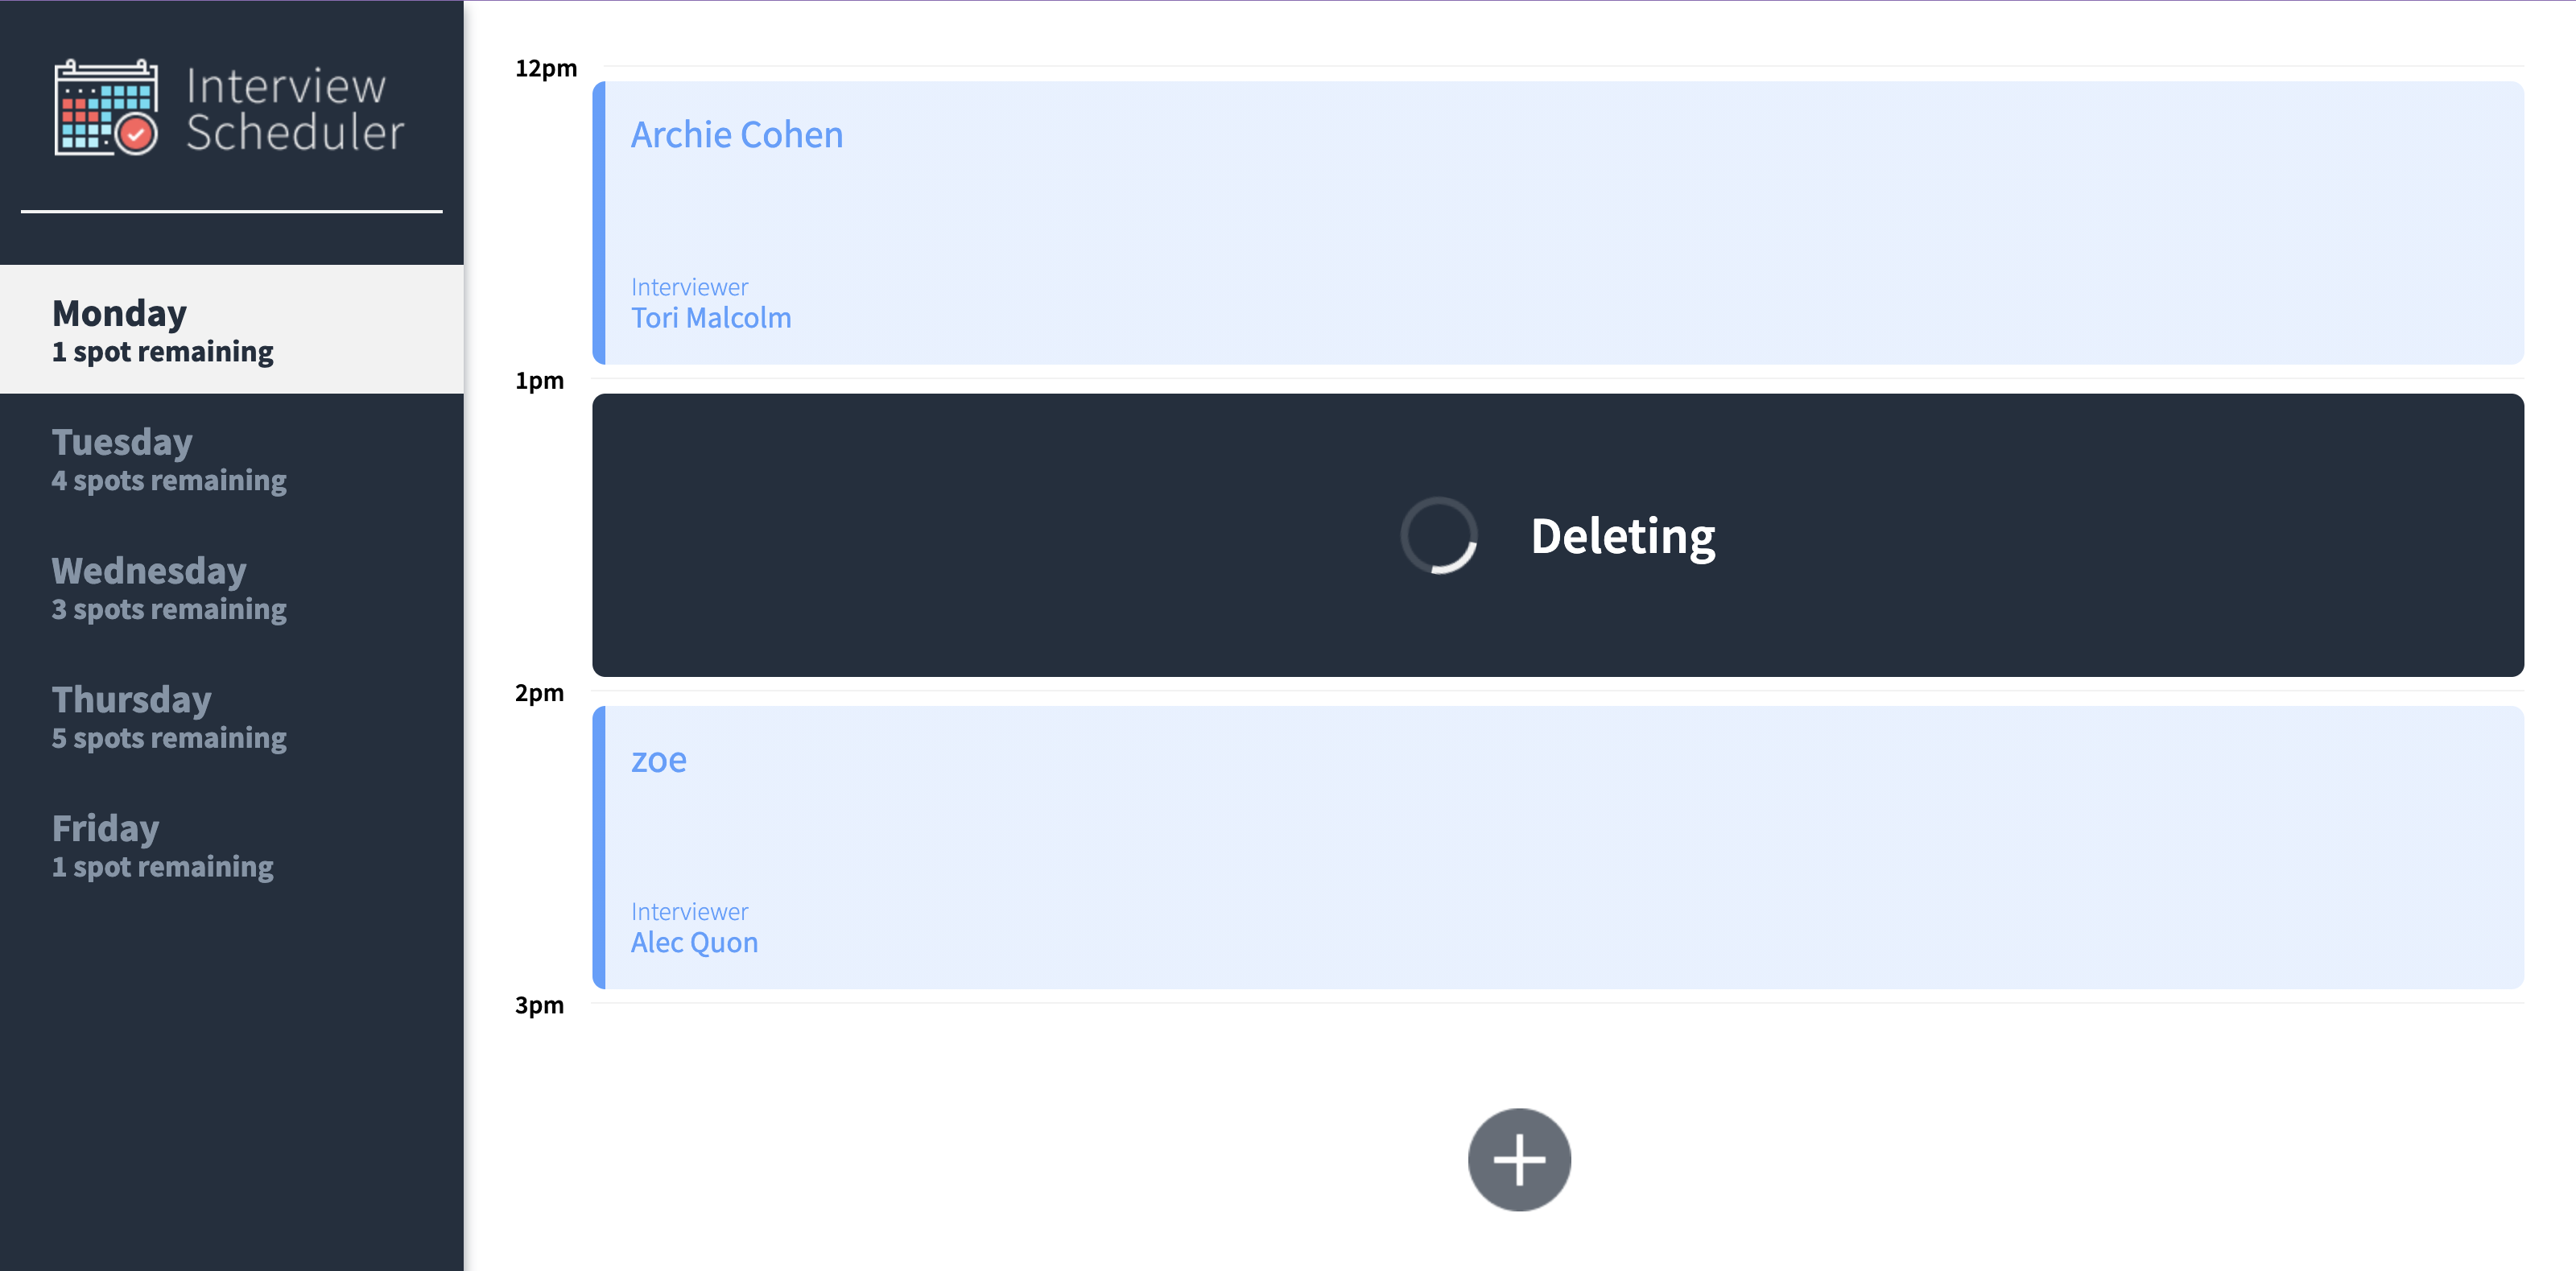 Interview
Scheduler
Monday
1 spot remaining
Tuesday
4 spots remaining
Wednesday
3 spots remaining
Thursday
5 spots remaining
Friday
1 spot remaining
12pm
Archie Cohen
Interviewer
Tori Malcolm
1pm
Deleting
2pm
zoe
Interviewer
Alec Quon
3pm